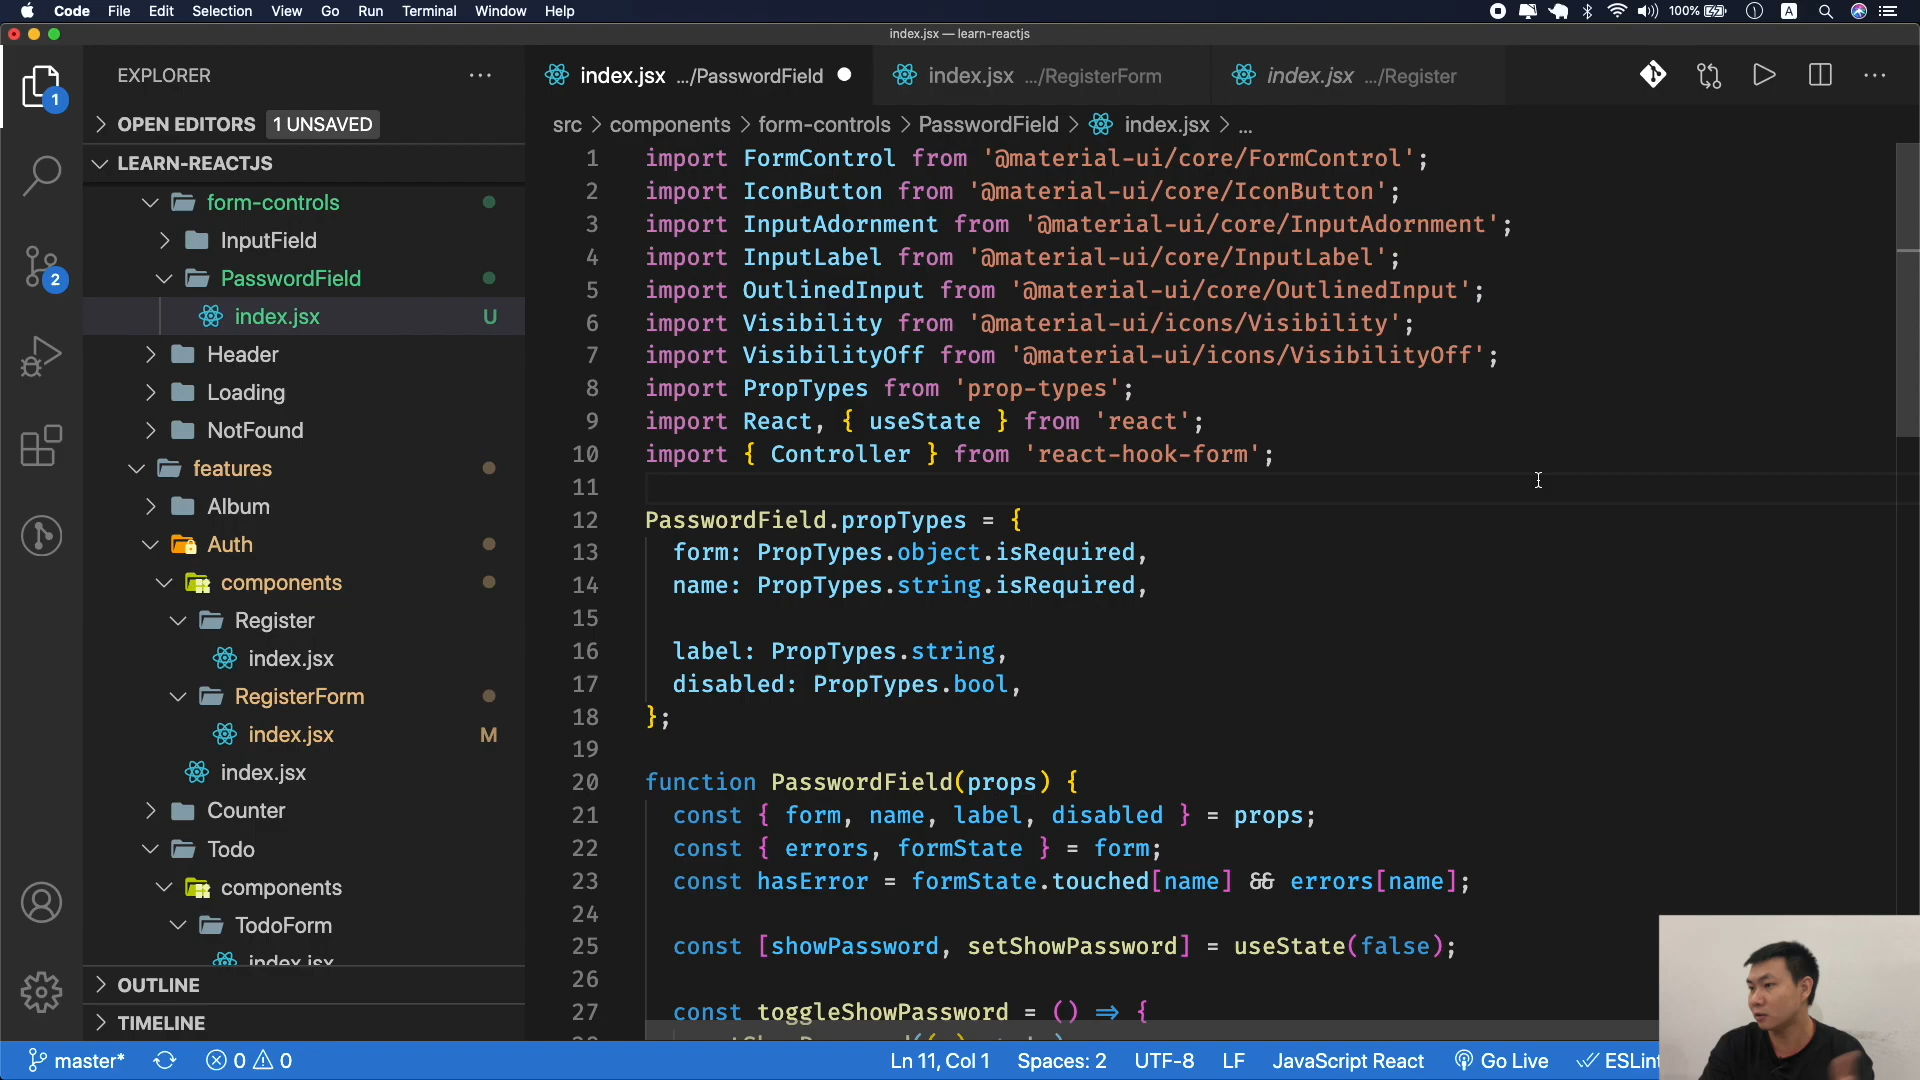 Code File Edit Selection View Go Run Terminal Window Help 100% A
index.jsx — learn-reactjs
EXPLORER
index.jsx .../PasswordField
index.jsx .../RegisterForm
index.jsx .../Register
1
OPEN EDITORS 1 UNSAVED
LEARN-REACTJS
form-controls
InputField
PasswordField
index.jsx U
Header
Loading
NotFound
features
Album
Auth
components
Register
index.jsx
RegisterForm
index.jsx M
index.jsx
Counter
Todo
components
TodoForm
index.jsx
OUTLINE
TIMELINE
2
src > components > form-controls > PasswordField > index.jsx > ...
1 import FormControl from '@material-ui/core/FormControl';
2 import IconButton from '@material-ui/core/IconButton';
3 import InputAdornment from '@material-ui/core/InputAdornment';
4 import InputLabel from '@material-ui/core/InputLabel';
5 import OutlinedInput from '@material-ui/core/OutlinedInput';
6 import Visibility from '@material-ui/icons/Visibility';
7 import VisibilityOff from '@material-ui/icons/VisibilityOff';
8 import PropTypes from 'prop-types';
9 import React, { useState } from 'react';
10 import { Controller } from 'react-hook-form';
11
12 PasswordField.propTypes = {
13 form: PropTypes.object.isRequired,
14 name: PropTypes.string.isRequired,
15
16 label: PropTypes.string,
17 disabled: PropTypes.bool,
18 };
19
20 function PasswordField(props) {
21 const { form, name, label, disabled } = props;
22 const { errors, formState } = form;
23 const hasError = formState.touched[name] && errors[name];
24
25 const [showPassword, setShowPassword] = useState(false);
26
27 const toggleShowPassword = () => {
master* 0 0 Ln 11, Col 1 Spaces: 2 UTF-8 LF JavaScript React Go Live ESLint